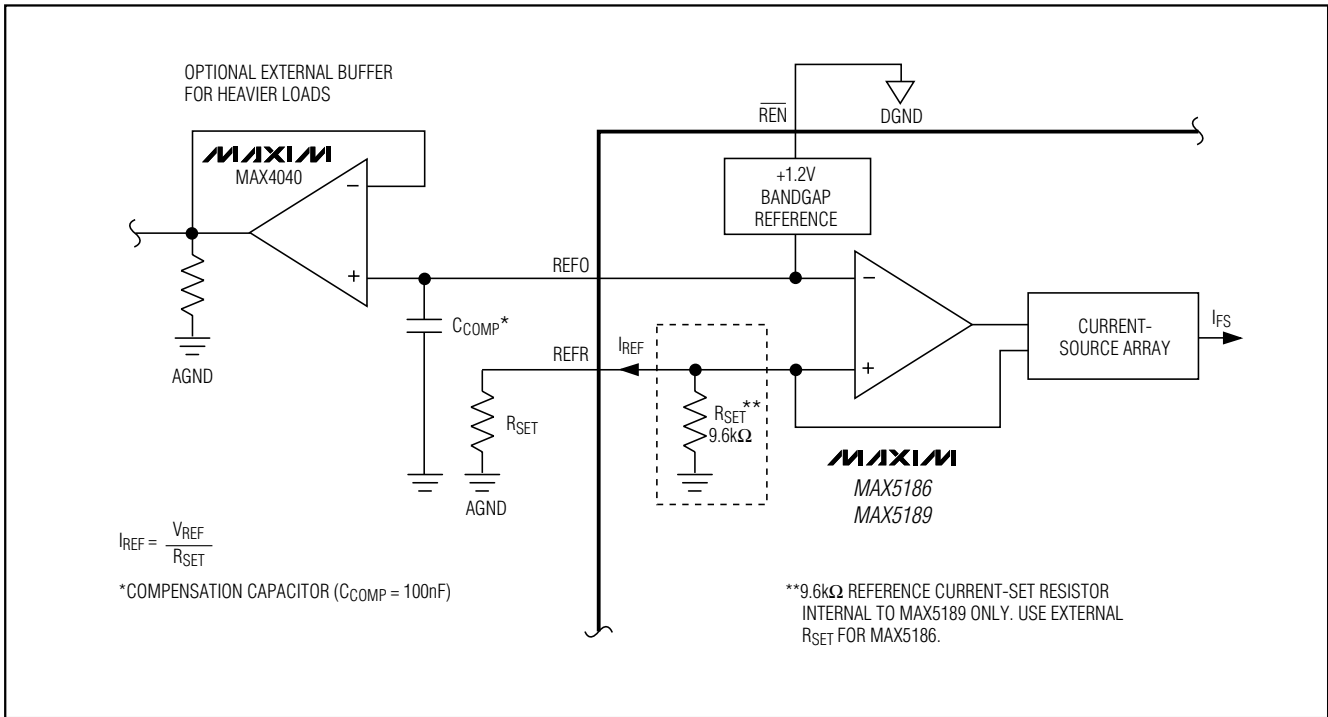 OPTIONAL EXTERNAL BUFFER
FOR HEAVIER LOADS
MAXIM
MAX4040
−
+
AGND
CCOMP*
REN
DGND
+1.2V
BANDGAP
REFERENCE
REFO
REFR
IREF
RSET
AGND
RSET**
9.6kΩ
−
+
CURRENT-
SOURCE ARRAY
IFS
MAXIM
MAX5186
MAX5189
IREF = VREF
RSET
*COMPENSATION CAPACITOR (CCOMP = 100nF)
**9.6kΩ REFERENCE CURRENT-SET RESISTOR
INTERNAL TO MAX5189 ONLY. USE EXTERNAL
RSET FOR MAX5186.